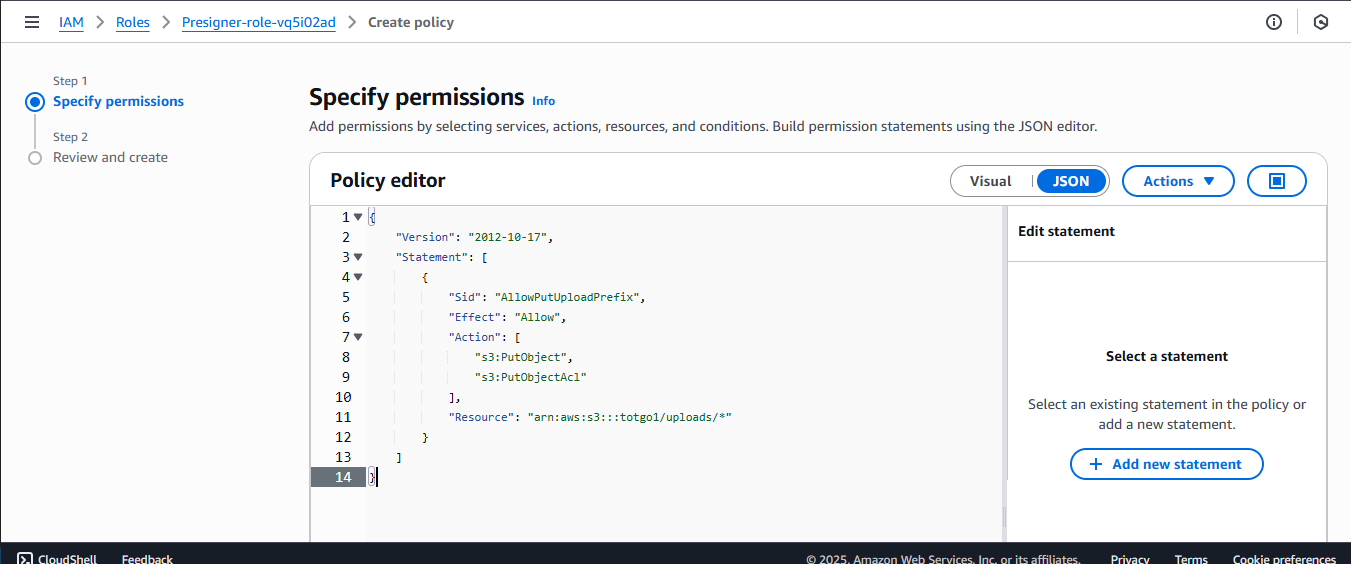 IAM > Roles > Presigner-role-vq5i02ad > Create policy
Step 1
Specify permissions
Step 2
Review and create
Specify permissions Info
Add permissions by selecting services, actions, resources, and conditions. Build permission statements using the JSON editor.
Policy editor
Visual | JSON
Actions
1 {
2 "Version": "2012-10-17",
3 "Statement": [
4 {
5 "Sid": "AllowPutUploadPrefix",
6 "Effect": "Allow",
7 "Action": [
8 "s3:PutObject",
9 "s3:PutObjectAcl"
10 ],
11 "Resource": "arn:aws:s3:::totgo1/uploads/*"
12 }
13 ]
14 }
Edit statement
Select a statement
Select an existing statement in the policy or
add a new statement.
+ Add new statement
CloudShell Feedback © 2025, Amazon Web Services, Inc. or its affiliates. Privacy Terms Cookie preferences